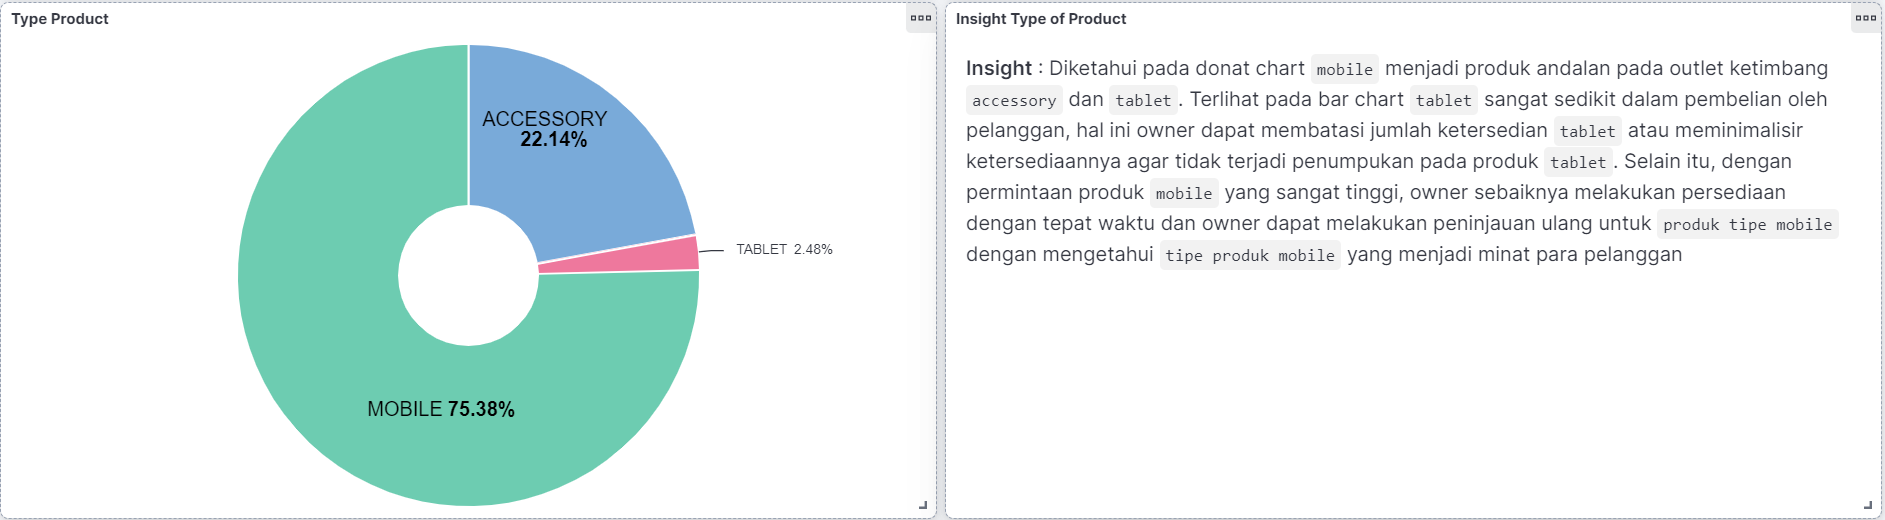 Type Product
ACCESSORY
22.14%
TABLET 2.48%
MOBILE 75.38%
Insight Type of Product
Insight : Diketahui pada donat chart mobile menjadi produk andalan pada outlet ketimbang
accessory dan tablet. Terlihat pada bar chart tablet sangat sedikit dalam pembelian oleh
pelanggan, hal ini owner dapat membatasi jumlah ketersedian tablet atau meminimalisir
ketersediaannya agar tidak terjadi penumpukan pada produk tablet. Selain itu, dengan
permintaan produk mobile yang sangat tinggi, owner sebaiknya melakukan persediaan
dengan tepat waktu dan owner dapat melakukan peninjauan ulang untuk produk tipe mobile
dengan mengetahui tipe produk mobile yang menjadi minat para pelanggan